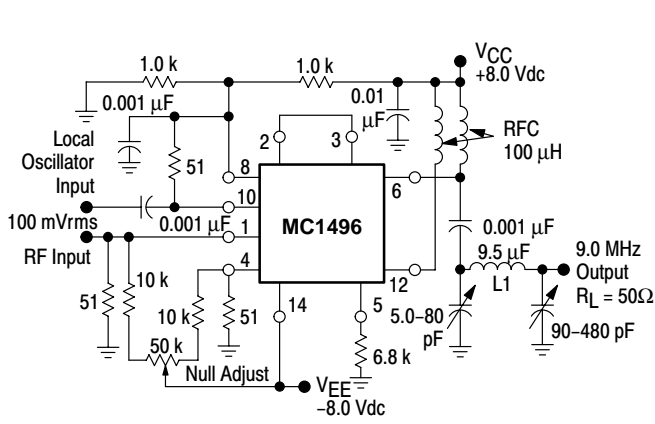 1.0 k
1.0 k
VCC
+8.0 Vdc
0.001 μF
0.01
μF
RFC
100 μH
Local
Oscillator
Input
51
2
3
8
6
10
100 mVrms
0.001 μF
1
MC1496
0.001 μF
RF Input
4
12
9.5 μF
L1
9.0 MHz
Output
RL = 50Ω
51
10 k
10 k
51
14
5
5.0–80
pF
90–480 pF
50 k
6.8 k
Null Adjust
VEE
–8.0 Vdc